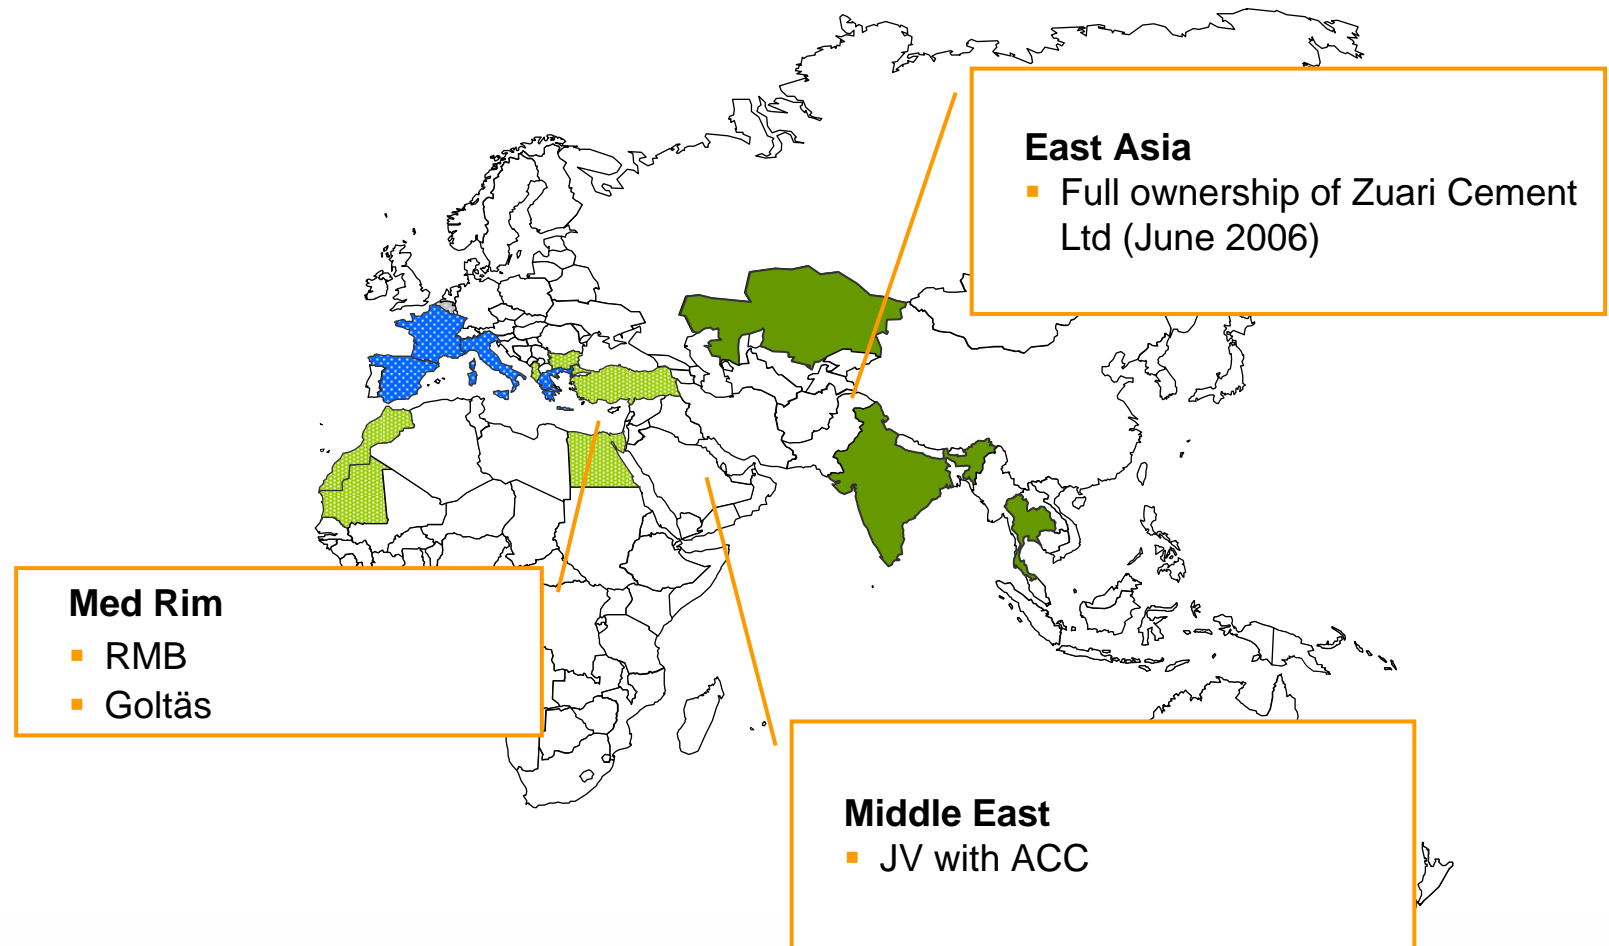 East Asia
▪ Full ownership of Zuari Cement
Ltd (June 2006)
Med Rim
▪ RMB
▪ Goltäs
Middle East
▪ JV with ACC